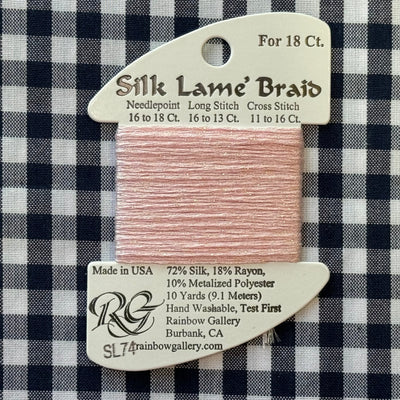 For 18 Ct.
Silk Lame' Braid
Needlepoint Long Stitch Cross Stitch
16 to 18 Ct. 16 to 13 Ct. 11 to 16 Ct.
Made in USA
72% Silk, 18% Rayon,
10% Metalized Polyester
10 Yards (9.1 Meters)
Hand Washable, Test First
Rainbow Gallery
Burbank, CA
RG
SL74
rainbowgallery.com